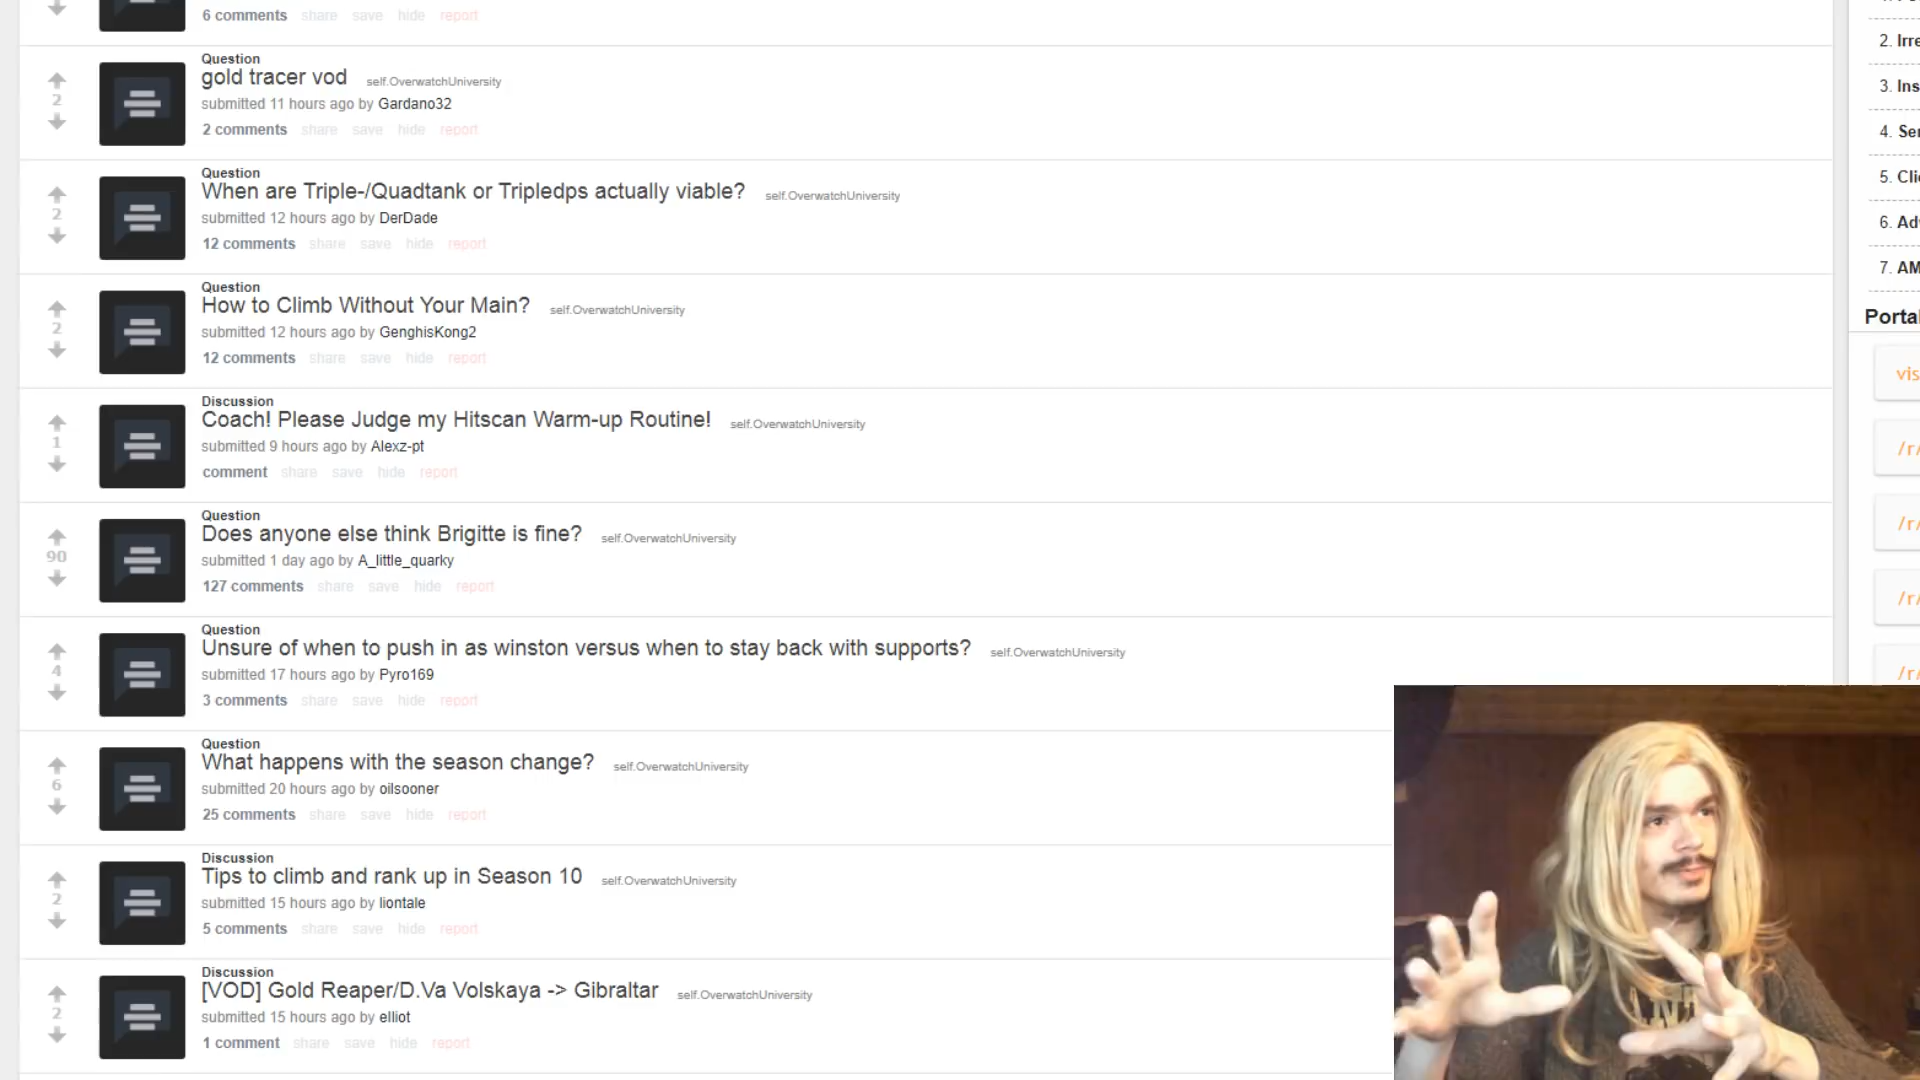 6 comments share save hide report
Question
gold tracer vod self.OverwatchUniversity
2
submitted 11 hours ago by Gardano32
2 comments share save hide report
Question
When are Triple-/Quadtank or Tripledps actually viable? self.OverwatchUniversity
2
submitted 12 hours ago by DerDade
12 comments share save hide report
Question
How to Climb Without Your Main? self.OverwatchUniversity
2
submitted 12 hours ago by GenghisKong2
12 comments share save hide report
Discussion
Coach! Please Judge my Hitscan Warm-up Routine! self.OverwatchUniversity
1
submitted 9 hours ago by Alexz-pt
comment share save hide report
Question
Does anyone else think Brigitte is fine? self.OverwatchUniversity
90
submitted 1 day ago by A_little_quarky
127 comments share save hide report
Question
Unsure of when to push in as winston versus when to stay back with supports? self.OverwatchUniversity
4
submitted 17 hours ago by Pyro169
3 comments share save hide report
Question
What happens with the season change? self.OverwatchUniversity
6
submitted 20 hours ago by oilsooner
25 comments share save hide report
Discussion
Tips to climb and rank up in Season 10 self.OverwatchUniversity
2
submitted 15 hours ago by liontale
5 comments share save hide report
Discussion
[VOD] Gold Reaper/D.Va Volskaya -> Gibraltar self.OverwatchUniversity
2
submitted 15 hours ago by elliot
1 comment share save hide report
2. Irre
3. Ins
4. Ser
5. Clic
6. Adv
7. AM
Portal
vis
/r/
/r/
/r/
/r/